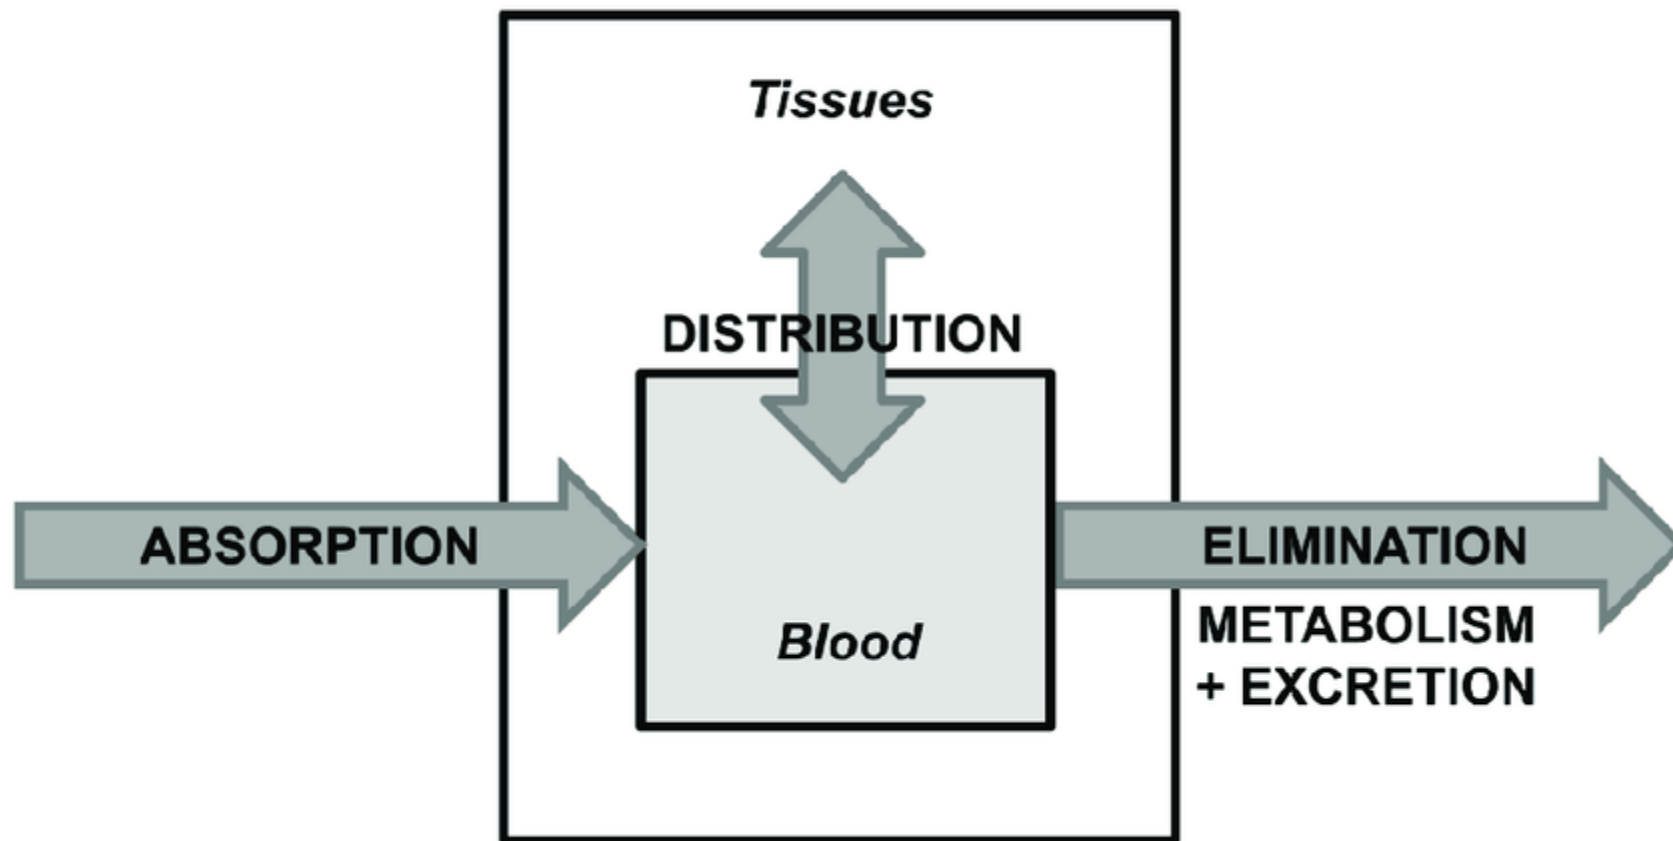 Tissues
DISTRIBUTION
ABSORPTION
ELIMINATION
Blood
METABOLISM
+ EXCRETION